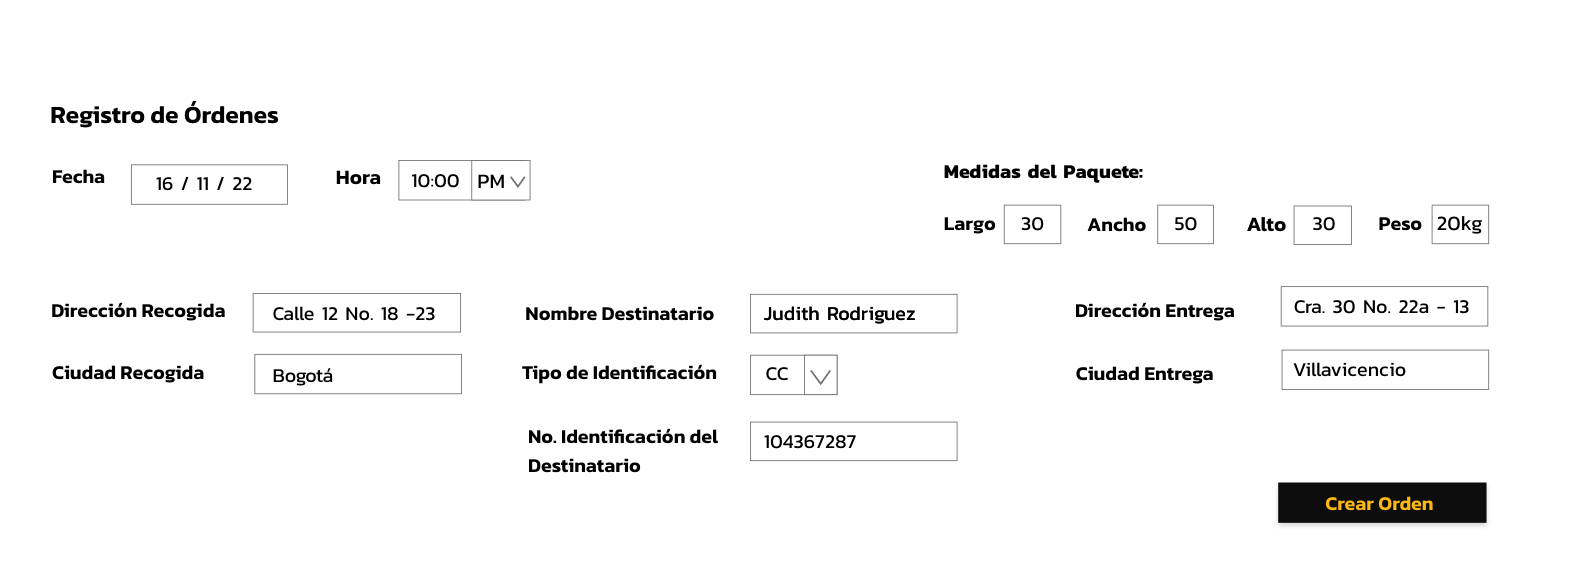 Registro de Órdenes
Fecha 16 / 11 / 22 Hora 10:00 PM
Medidas del Paquete:
Largo 30 Ancho 50 Alto 30 Peso 20kg
Dirección Recogida Calle 12 No. 18 -23 Nombre Destinatario Judith Rodriguez Dirección Entrega Cra. 30 No. 22a - 13
Ciudad Recogida Bogotá Tipo de Identificación CC Ciudad Entrega Villavicencio
No. Identificación del 104367287
Destinatario
Crear Orden